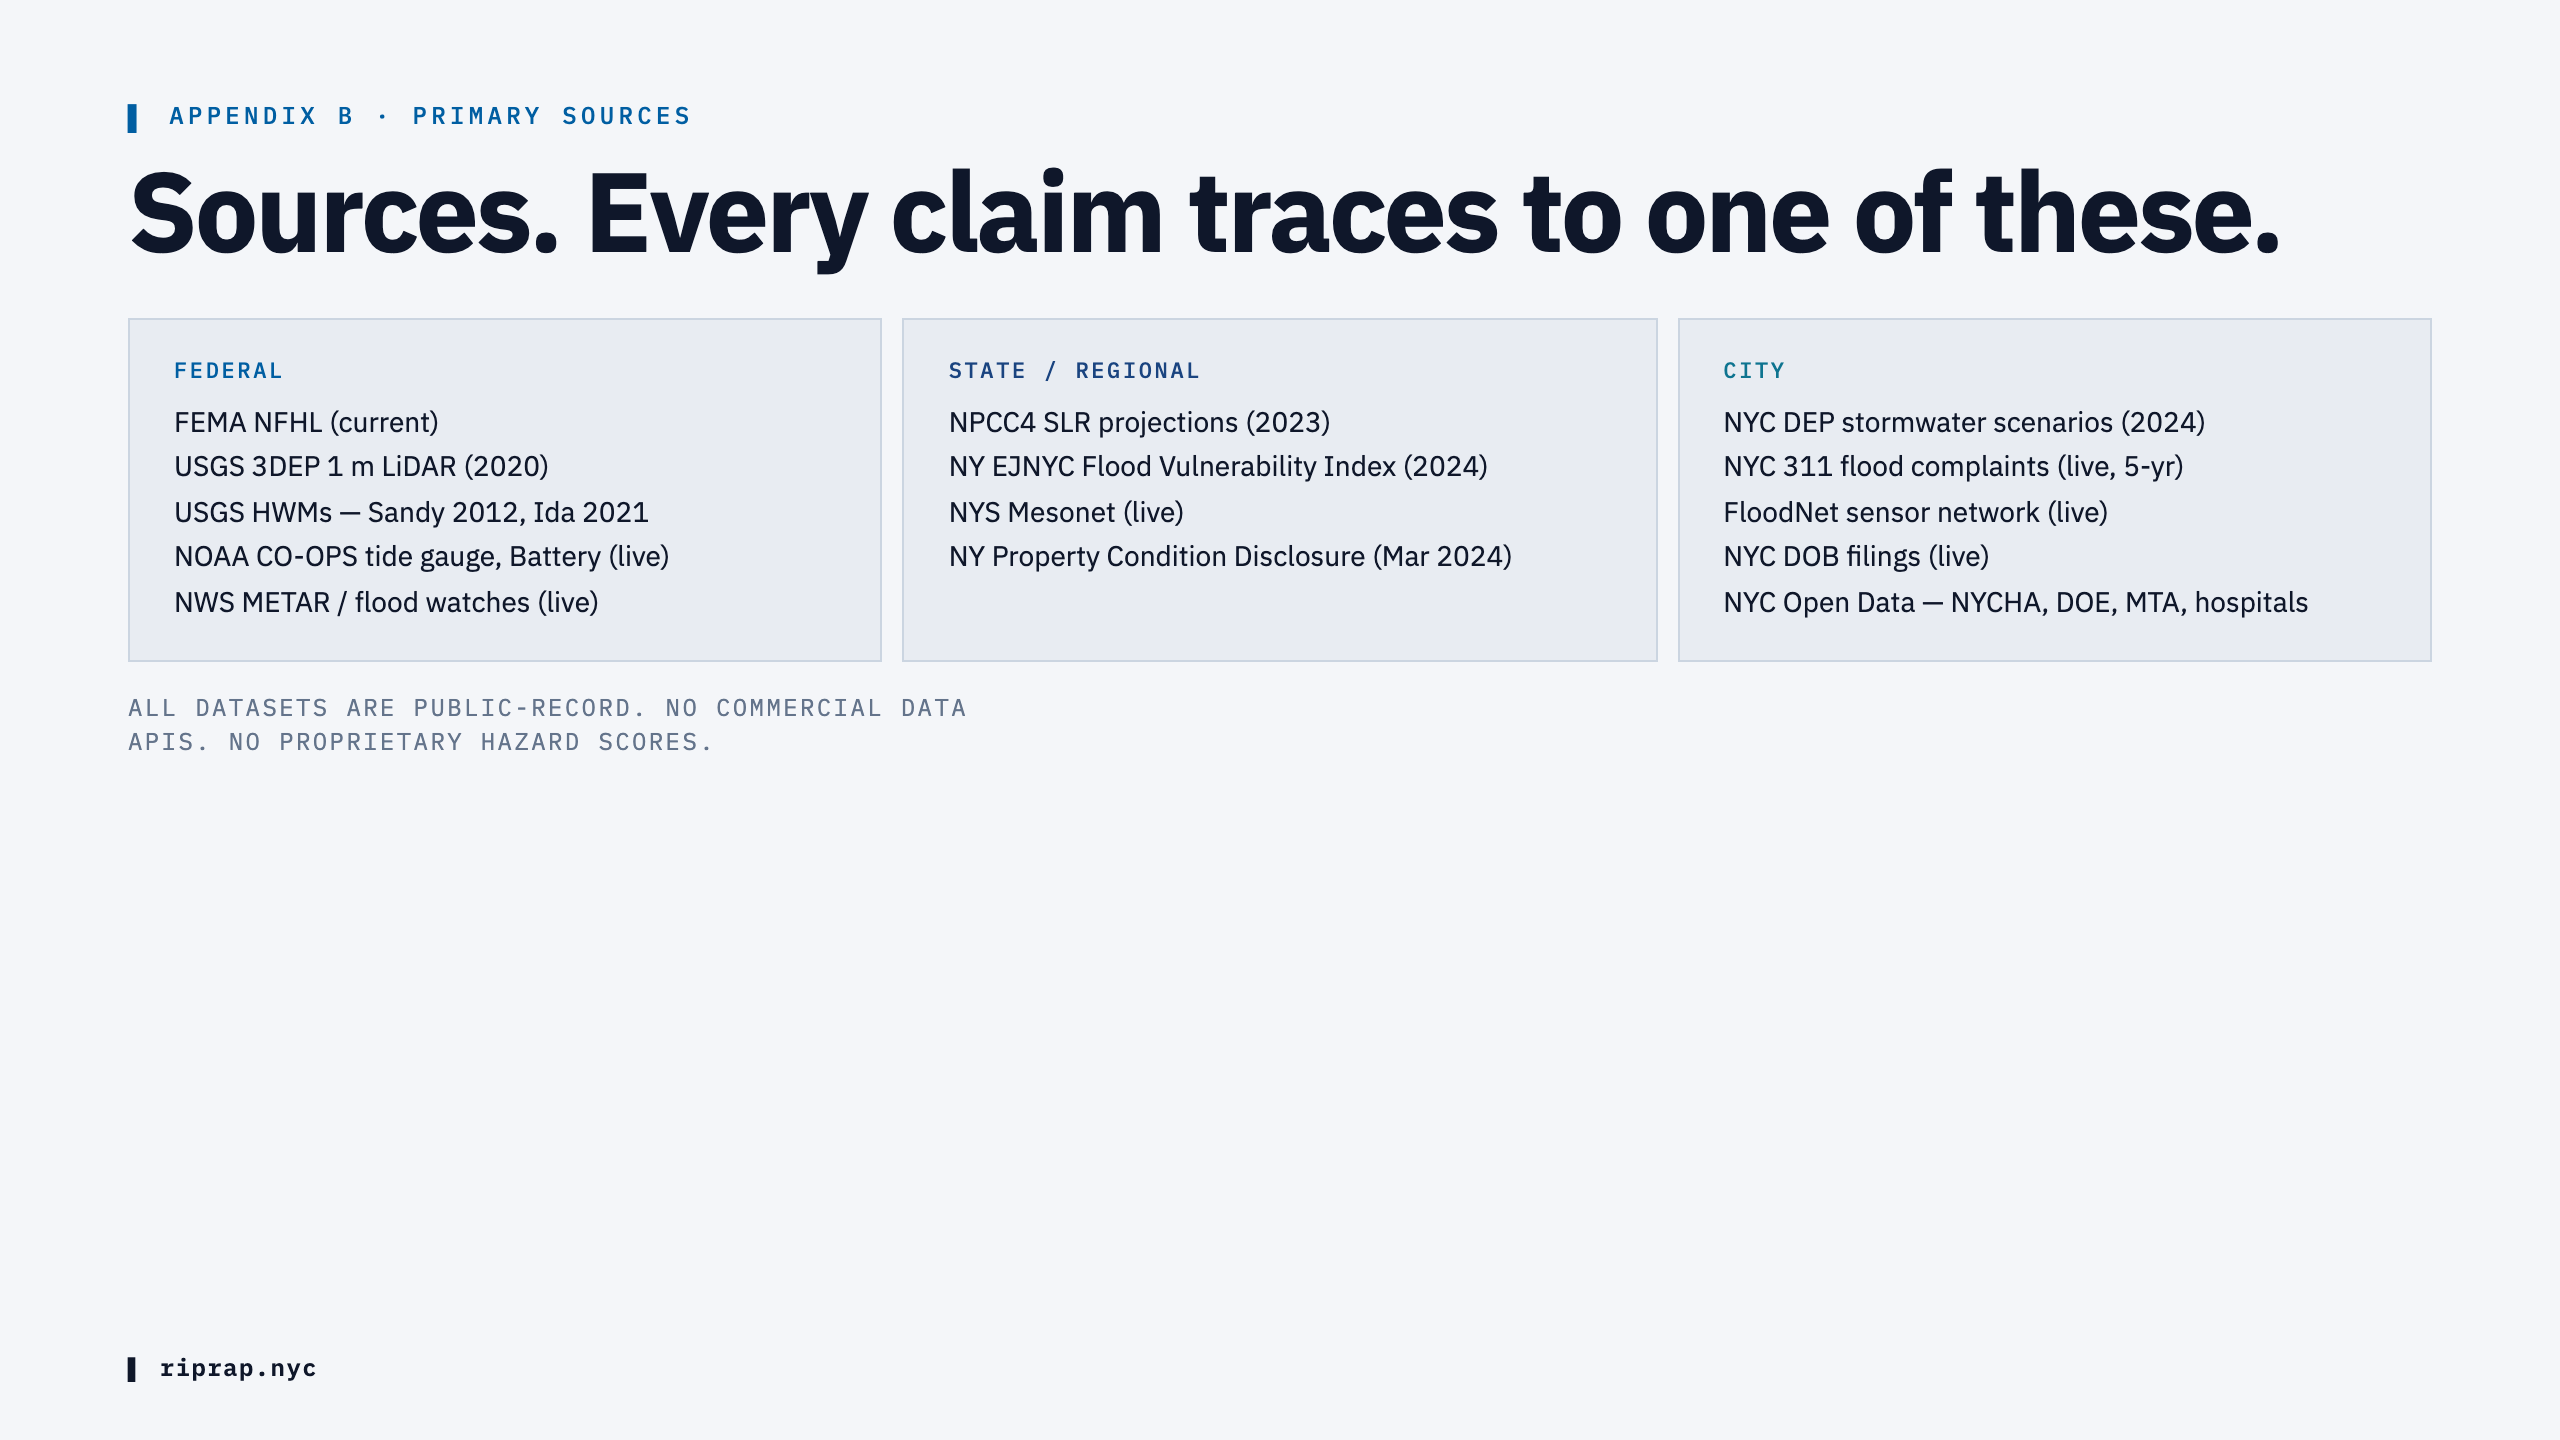 APPENDIX B · PRIMARY SOURCES
Sources. Every claim traces to one of these.
FEDERAL
FEMA NFHL (current)
USGS 3DEP 1 m LiDAR (2020)
USGS HWMs — Sandy 2012, Ida 2021
NOAA CO-OPS tide gauge, Battery (live)
NWS METAR / flood watches (live)
STATE / REGIONAL
NPCC4 SLR projections (2023)
NY EJNYC Flood Vulnerability Index (2024)
NYS Mesonet (live)
NY Property Condition Disclosure (Mar 2024)
CITY
NYC DEP stormwater scenarios (2024)
NYC 311 flood complaints (live, 5-yr)
FloodNet sensor network (live)
NYC DOB filings (live)
NYC Open Data — NYCHA, DOE, MTA, hospitals
ALL DATASETS ARE PUBLIC-RECORD. NO COMMERCIAL DATA
APIS. NO PROPRIETARY HAZARD SCORES.
riprap.nyc